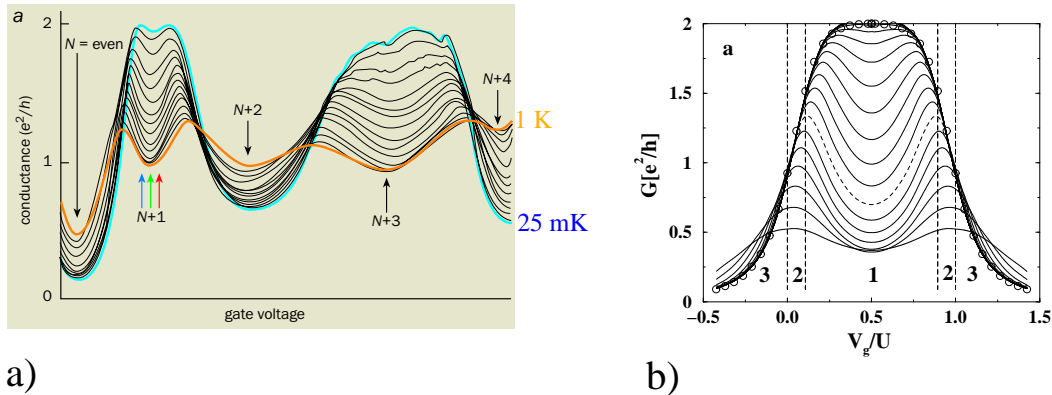 a
2
1
0
conductance (e²/h)
N = even
N+1
N+2
N+3
N+4
1 K
25 mK
gate voltage
a)
a
2
1.5
1
0.5
0
G[e²/h]
3
2
1
2
3
−0.5
0.0
0.5
1.0
1.5
V_g/U
b)